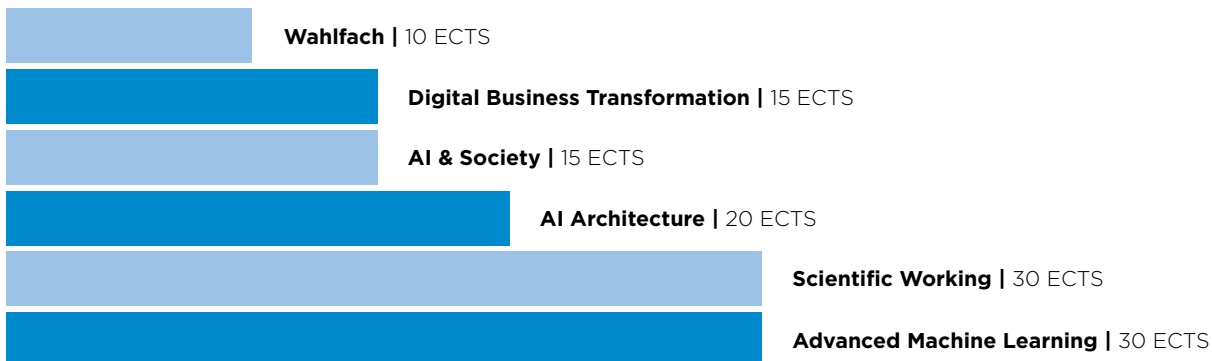 Wahlfach | 10 ECTS
Digital Business Transformation | 15 ECTS
AI & Society | 15 ECTS
AI Architecture | 20 ECTS
Scientific Working | 30 ECTS
Advanced Machine Learning | 30 ECTS